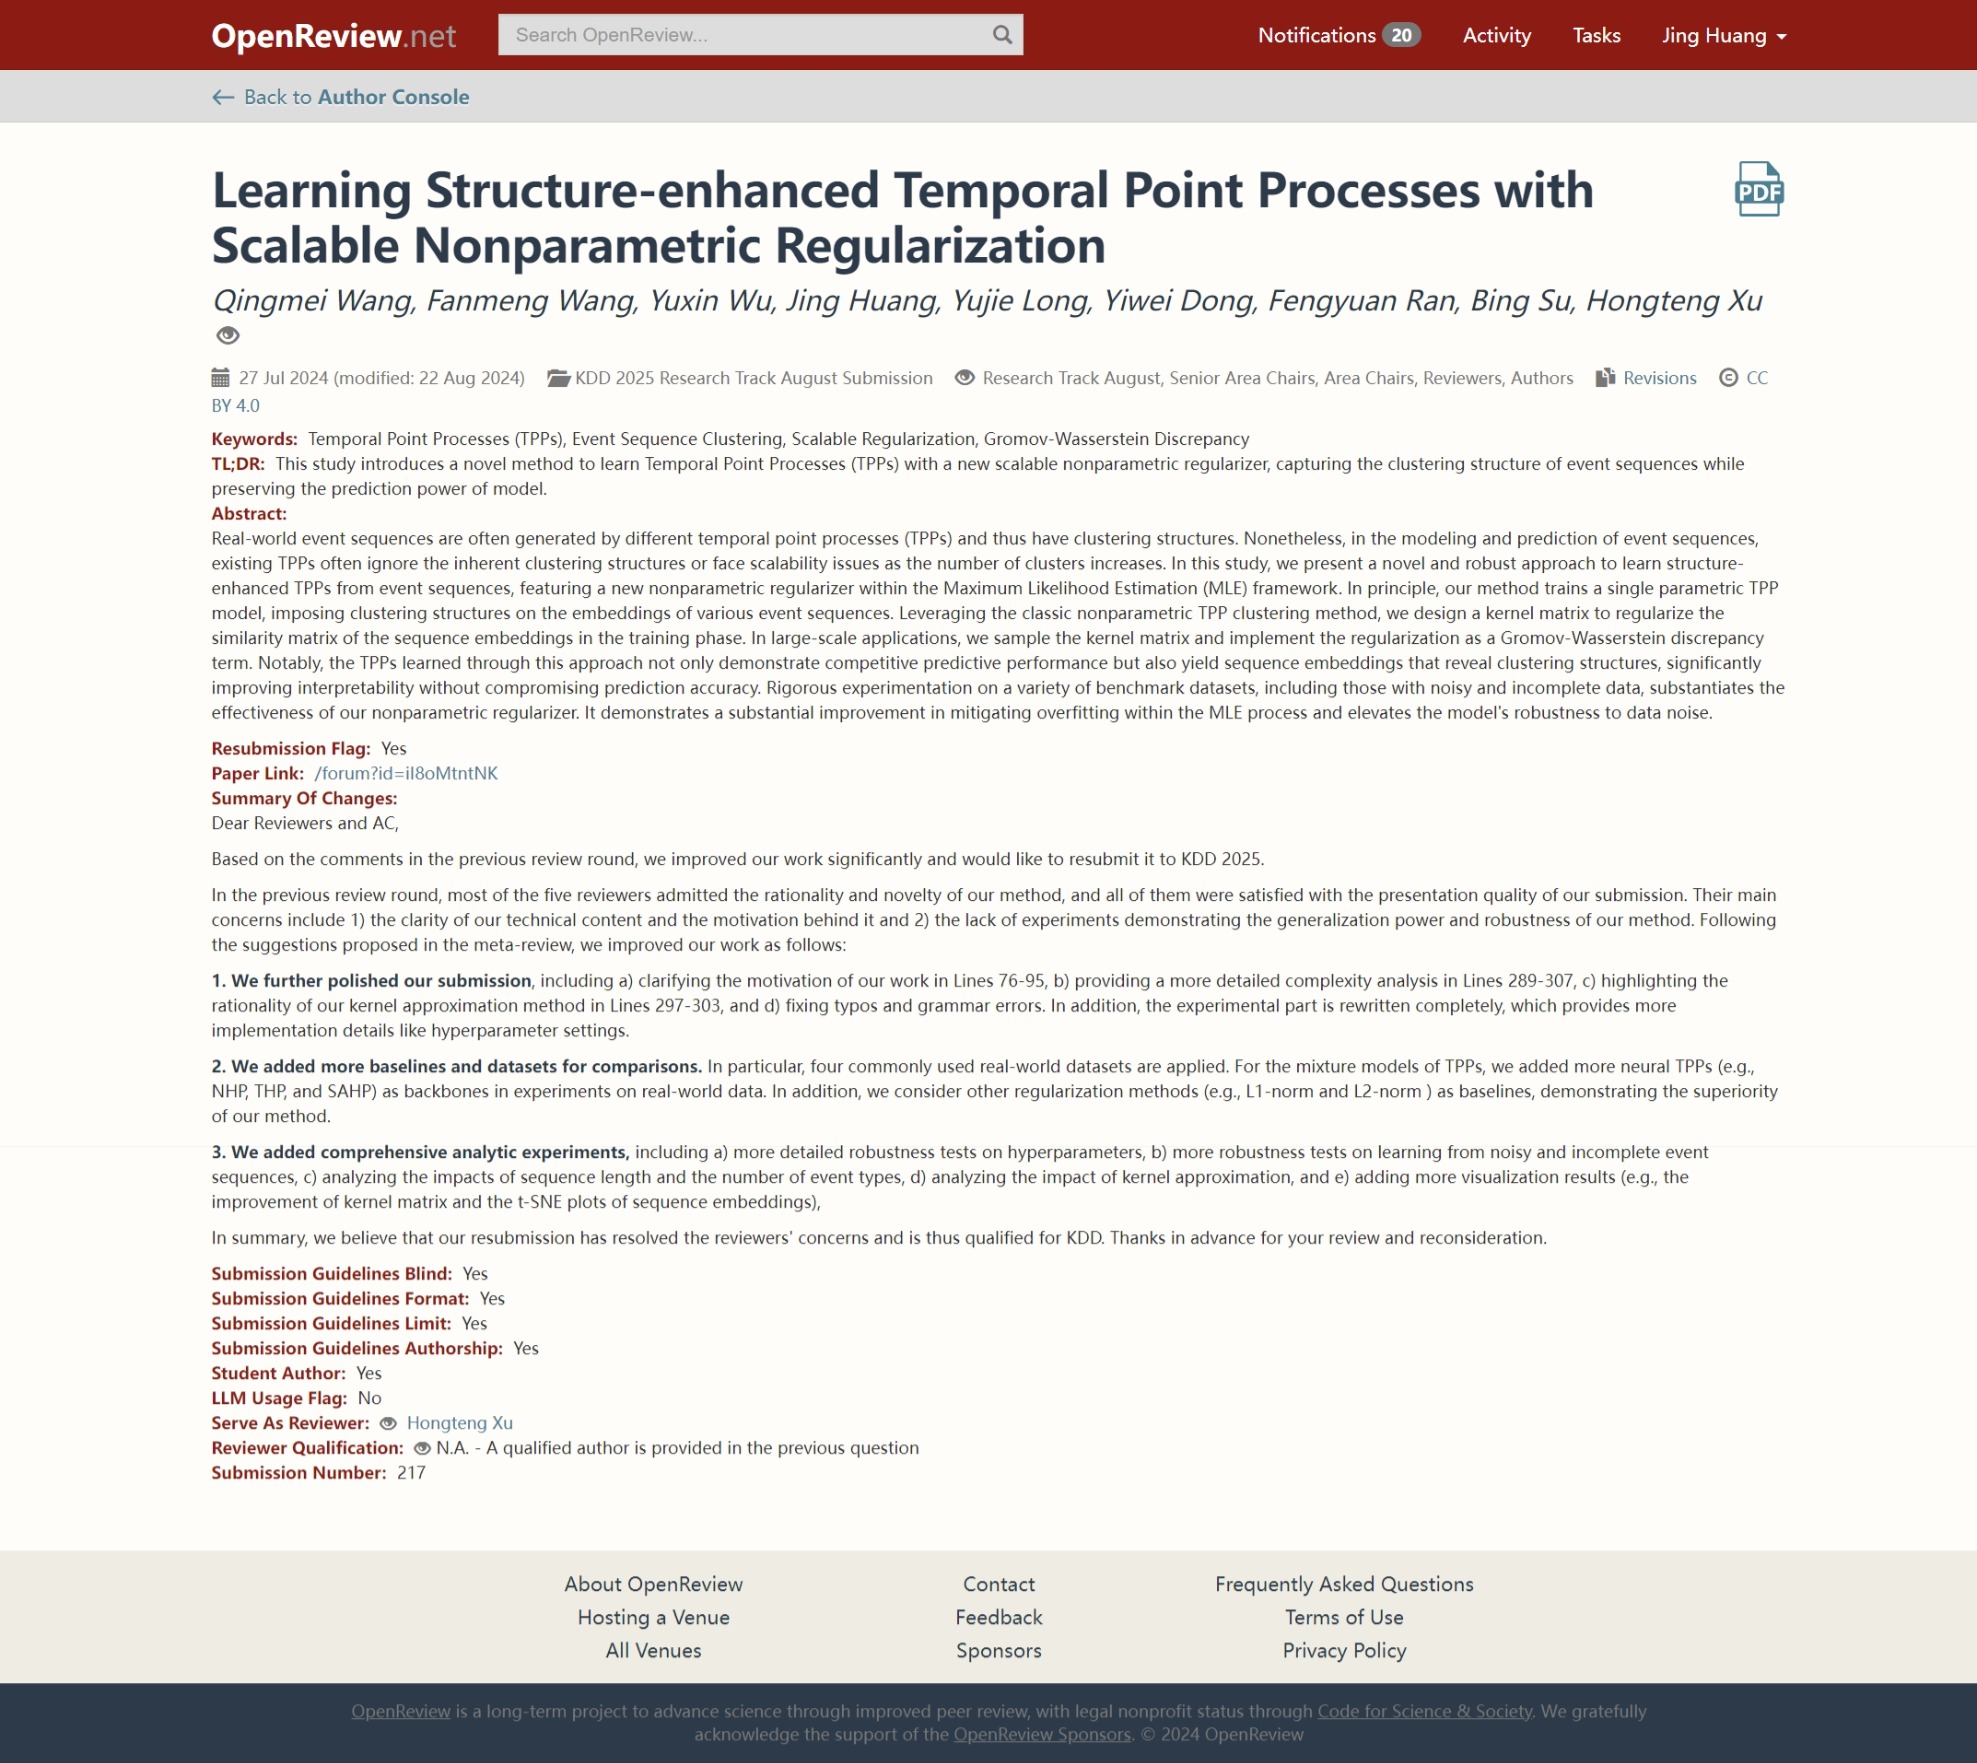 OpenReview.net
Search OpenReview...
Notifications 20
Activity
Tasks
Jing Huang
← Back to Author Console
Learning Structure-enhanced Temporal Point Processes with
Scalable Nonparametric Regularization
PDF
Qingmei Wang, Fanmeng Wang, Yuxin Wu, Jing Huang, Yujie Long, Yiwei Dong, Fengyuan Ran, Bing Su, Hongteng Xu
27 Jul 2024 (modified: 22 Aug 2024) KDD 2025 Research Track August Submission Research Track August, Senior Area Chairs, Area Chairs, Reviewers, Authors Revisions © CC
BY 4.0
Keywords: Temporal Point Processes (TPPs), Event Sequence Clustering, Scalable Regularization, Gromov-Wasserstein Discrepancy
TL;DR: This study introduces a novel method to learn Temporal Point Processes (TPPs) with a new scalable nonparametric regularizer, capturing the clustering structure of event sequences while
preserving the prediction power of model.
Abstract:
Real-world event sequences are often generated by different temporal point processes (TPPs) and thus have clustering structures. Nonetheless, in the modeling and prediction of event sequences,
existing TPPs often ignore the inherent clustering structures or face scalability issues as the number of clusters increases. In this study, we present a novel and robust approach to learn structure-
enhanced TPPs from event sequences, featuring a new nonparametric regularizer within the Maximum Likelihood Estimation (MLE) framework. In principle, our method trains a single parametric TPP
model, imposing clustering structures on the embeddings of various event sequences. Leveraging the classic nonparametric TPP clustering method, we design a kernel matrix to regularize the
similarity matrix of the sequence embeddings in the training phase. In large-scale applications, we sample the kernel matrix and implement the regularization as a Gromov-Wasserstein discrepancy
term. Notably, the TPPs learned through this approach not only demonstrate competitive predictive performance but also yield sequence embeddings that reveal clustering structures, significantly
improving interpretability without compromising prediction accuracy. Rigorous experimentation on a variety of benchmark datasets, including those with noisy and incomplete data, substantiates the
effectiveness of our nonparametric regularizer. It demonstrates a substantial improvement in mitigating overfitting within the MLE process and elevates the model's robustness to data noise.
Resubmission Flag: Yes
Paper Link: /forum?id=iI8oMtntNK
Summary Of Changes:
Dear Reviewers and AC,
Based on the comments in the previous review round, we improved our work significantly and would like to resubmit it to KDD 2025.
In the previous review round, most of the five reviewers admitted the rationality and novelty of our method, and all of them were satisfied with the presentation quality of our submission. Their main
concerns include 1) the clarity of our technical content and the motivation behind it and 2) the lack of experiments demonstrating the generalization power and robustness of our method. Following
the suggestions proposed in the meta-review, we improved our work as follows:
1. We further polished our submission, including a) clarifying the motivation of our work in Lines 76-95, b) providing a more detailed complexity analysis in Lines 289-307, c) highlighting the
rationality of our kernel approximation method in Lines 297-303, and d) fixing typos and grammar errors. In addition, the experimental part is rewritten completely, which provides more
implementation details like hyperparameter settings.
2. We added more baselines and datasets for comparisons. In particular, four commonly used real-world datasets are applied. For the mixture models of TPPs, we added more neural TPPs (e.g.,
NHP, THP, and SAHP) as backbones in experiments on real-world data. In addition, we consider other regularization methods (e.g., L1-norm and L2-norm ) as baselines, demonstrating the superiority
of our method.
3. We added comprehensive analytic experiments, including a) more detailed robustness tests on hyperparameters, b) more robustness tests on learning from noisy and incomplete event
sequences, c) analyzing the impacts of sequence length and the number of event types, d) analyzing the impact of kernel approximation, and e) adding more visualization results (e.g., the
improvement of kernel matrix and the t-SNE plots of sequence embeddings),
In summary, we believe that our resubmission has resolved the reviewers' concerns and is thus qualified for KDD. Thanks in advance for your review and reconsideration.
Submission Guidelines Blind: Yes
Submission Guidelines Format: Yes
Submission Guidelines Limit: Yes
Submission Guidelines Authorship: Yes
Student Author: Yes
LLM Usage Flag: No
Serve As Reviewer: Hongteng Xu
Reviewer Qualification: N.A. - A qualified author is provided in the previous question
Submission Number: 217
About OpenReview
Hosting a Venue
All Venues
Contact
Feedback
Sponsors
Frequently Asked Questions
Terms of Use
Privacy Policy
OpenReview is a long-term project to advance science through improved peer review, with legal nonprofit status through Code for Science & Society. We gratefully
acknowledge the support of the OpenReview Sponsors. © 2024 OpenReview